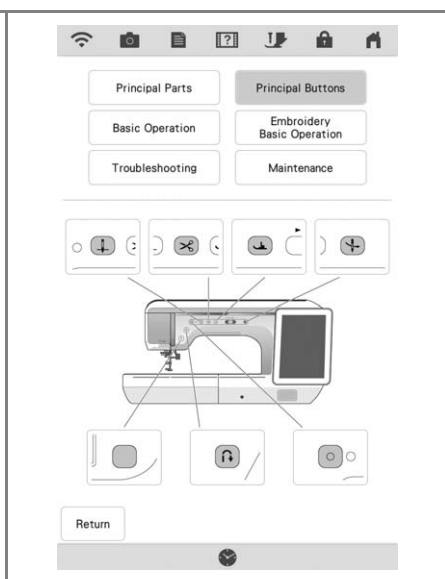 Principal Parts
Principal Buttons
Basic Operation
Embroidery
Basic Operation
Troubleshooting
Maintenance
Return